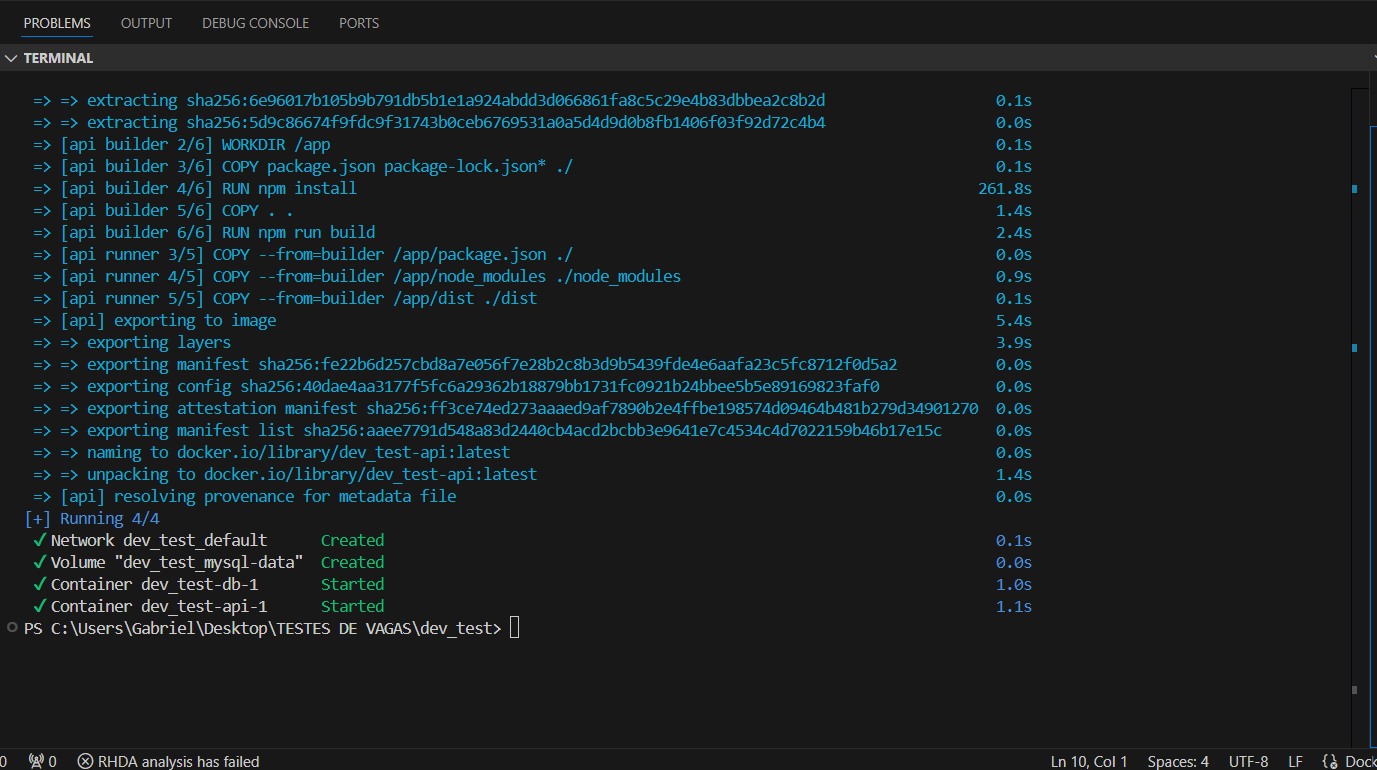 PROBLEMS OUTPUT DEBUG CONSOLE PORTS
TERMINAL
=> => extracting sha256:6e96017b105b9b791db5b1e1a924abdd3d066861fa8c5c29e4b83dbbea2c8b2d 0.1s
=> => extracting sha256:5d9c86674f9fdc9f31743b0ceb6769531a0a5d4d9d0b8fb1406f03f92d72c4b4 0.0s
=> [api builder 2/6] WORKDIR /app 0.1s
=> [api builder 3/6] COPY package.json package-lock.json* ./ 0.1s
=> [api builder 4/6] RUN npm install 261.8s
=> [api builder 5/6] COPY . . 1.4s
=> [api builder 6/6] RUN npm run build 2.4s
=> [api runner 3/5] COPY --from=builder /app/package.json ./ 0.0s
=> [api runner 4/5] COPY --from=builder /app/node_modules ./node_modules 0.9s
=> [api runner 5/5] COPY --from=builder /app/dist ./dist 0.1s
=> [api] exporting to image 5.4s
=> => exporting layers 3.9s
=> => exporting manifest sha256:fe22b6d257cbd8a7e056f7e28b2c8b3d9b5439fde4e6aafa23c5fc8712f0d5a2 0.0s
=> => exporting config sha256:40dae4aa3177f5fc6a29362b18879bb1731fc0921b24bbee5b5e89169823faf0 0.0s
=> => exporting attestation manifest sha256:ff3ce74ed273aaaed9af7890b2e4ffbe198574d09464b481b279d34901270 0.0s
=> => exporting manifest list sha256:aaee7791d548a83d2440cb4acd2bcbb3e9641e7c4534c4d7022159b46b17e15c 0.0s
=> => naming to docker.io/library/dev_test-api:latest 0.0s
=> => unpacking to docker.io/library/dev_test-api:latest 1.4s
=> [api] resolving provenance for metadata file 0.0s
[+] Running 4/4
✓ Network dev_test_default Created 0.1s
✓ Volume "dev_test_mysql-data" Created 0.0s
✓ Container dev_test-db-1 Started 1.0s
✓ Container dev_test-api-1 Started 1.1s
PS C:\Users\Gabriel\Desktop\TESTES DE VAGAS\dev_test>
0 0 RHDA analysis has failed Ln 10, Col 1 Spaces: 4 UTF-8 LF Dock